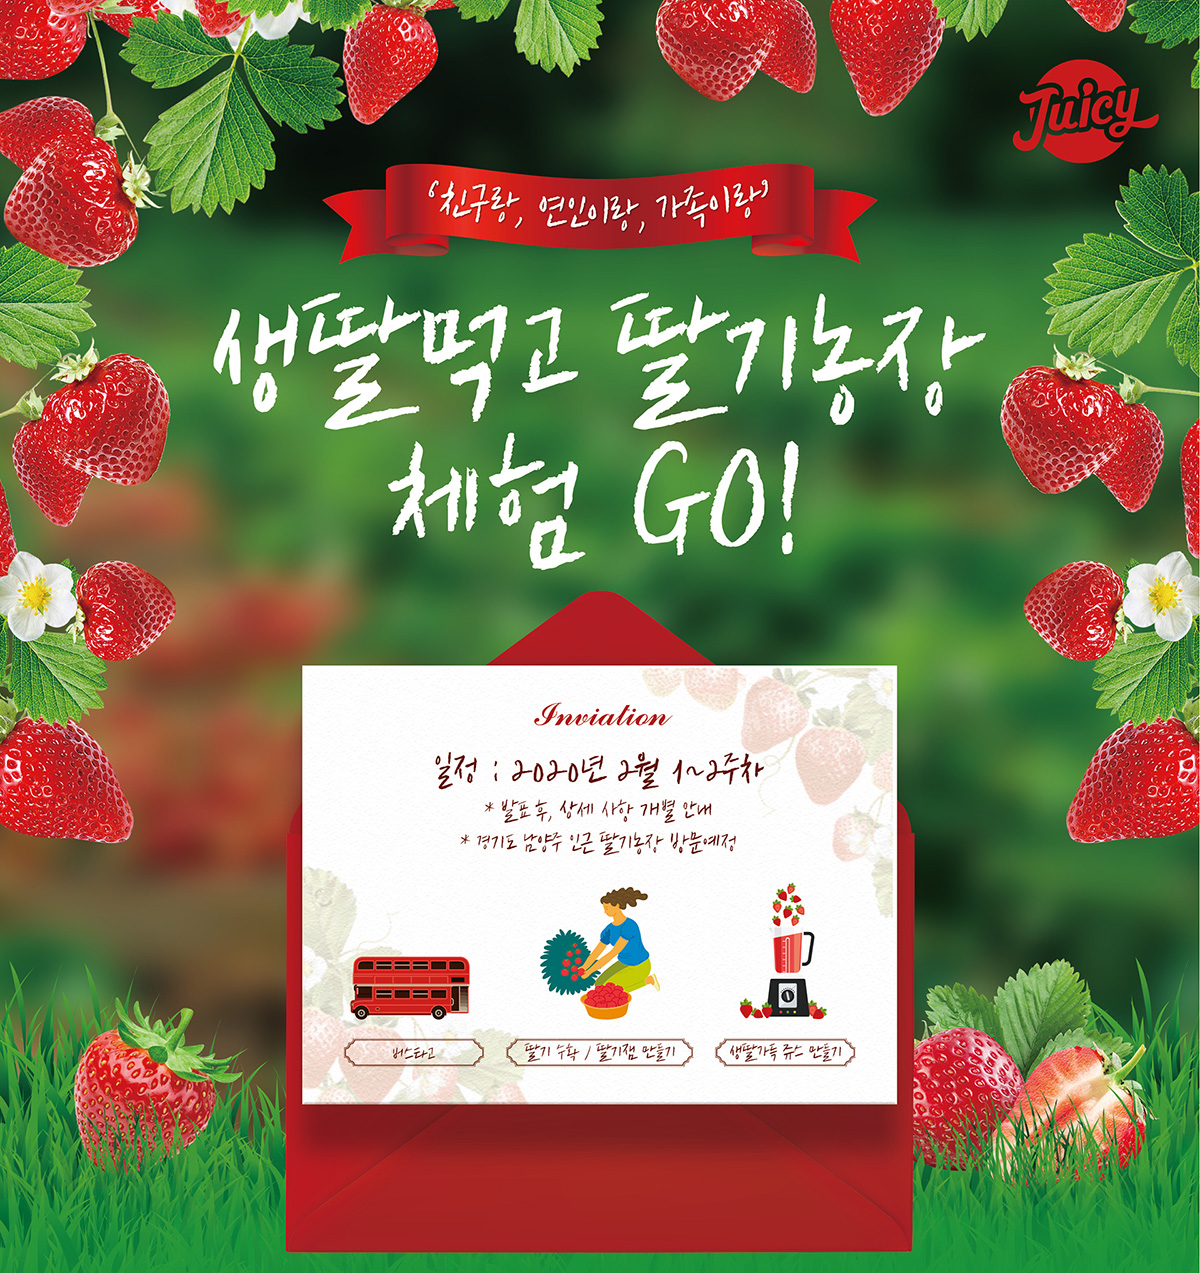 Juicy
‘친구랑, 연인이랑, 가족이랑’
생딸먹고 딸기농장
체험 GO!
Inviation
일정 : 2020년 2월 1~2주차
* 발표 후, 상세 사항 개별 안내
* 경기도 남양주 인근 딸기농장 방문예정
버스타고
딸기 수확 / 딸기잼 만들기
생딸가득 쥬스 만들기